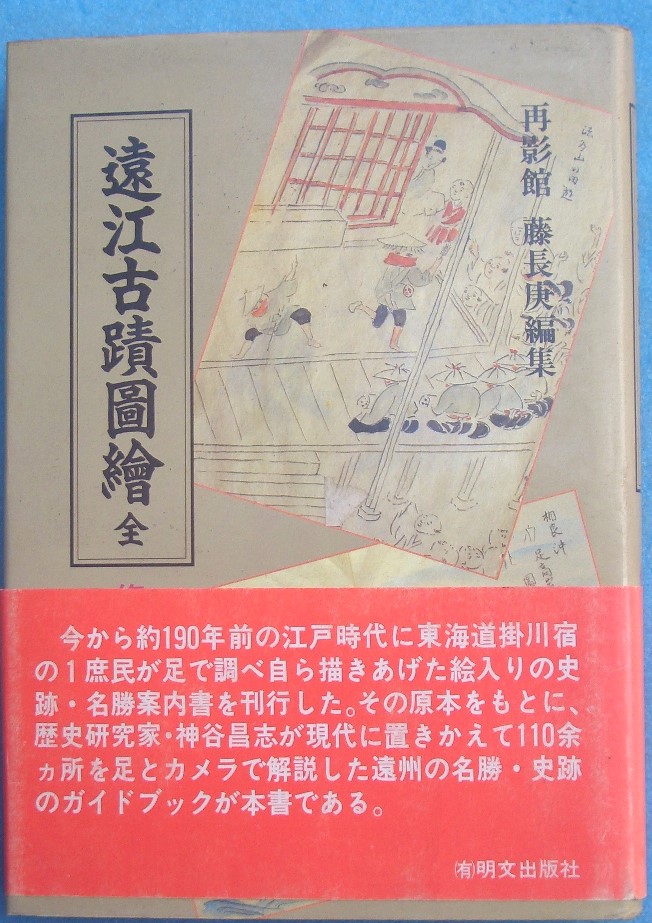 再影館 藤長庚編集
遠江古蹟圖繪 全
今から約190年前の江戸時代に東海道掛川宿
の1庶民が足で調べ自ら描きあげた絵入りの史
跡・名勝案内書を刊行した。その原本をもとに、
歴史研究家・神谷昌志が現代に置きかえて110余
ヵ所を足とカメラで解説した遠州の名勝・史跡
のガイドブックが本書である。
㈲明文出版社